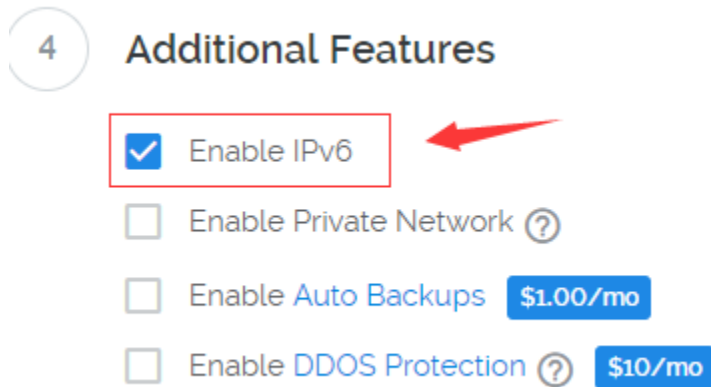 4 Additional Features
Enable IPv6
Enable Private Network ?
Enable Auto Backups $1.00/mo
Enable DDOS Protection ? $10/mo